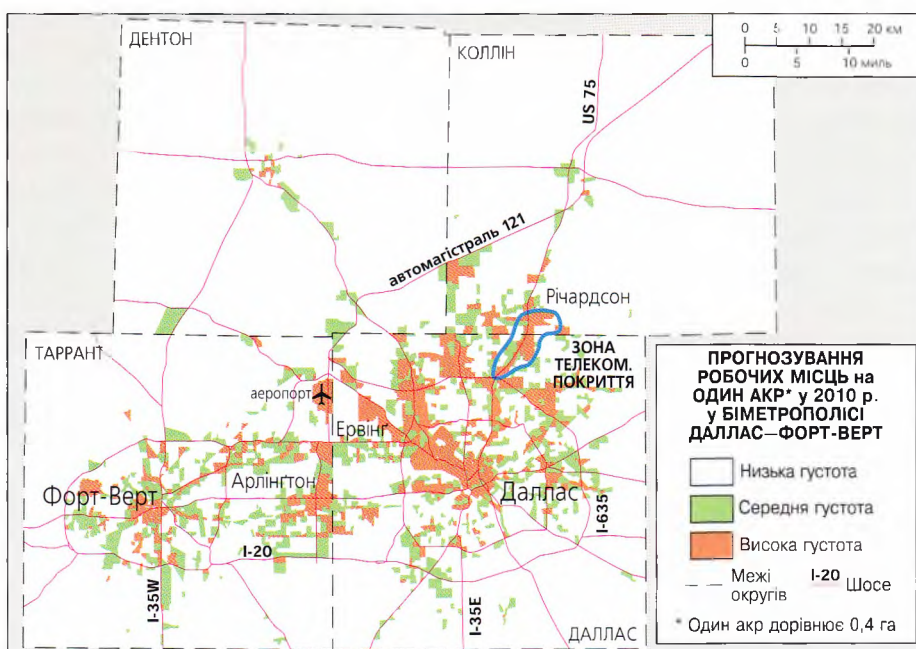 ДЕНТОН
КОЛЛІН
0 5 10 15 20 км
0 5 10 миль
US 75
автомагістраль 121
Річардсон
ТАРРАНТ
ЗОНА
ТЕЛЕКОМ.
ПОКРИТТЯ
аеропорт
Ервінг
Арлінгтон
Форт-Верт
Даллас
I-635
I-20
I-35W
I-35E
ДАЛЛАС
ПРОГНОЗУВАННЯ
РОБОЧИХ МІСЦЬ на
ОДИН АКР* у 2010 р.
у БІМЕТРОПОЛІСІ
ДАЛЛАС—ФОРТ-ВЕРТ
Низька густота
Середня густота
Висока густота
Межі
округів
I-20 Шосе
* Один акр дорівнює 0,4 га